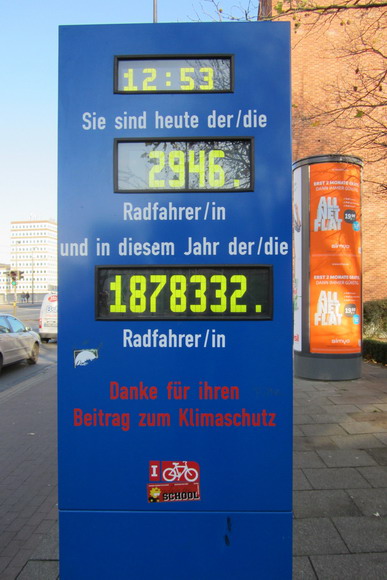 12:53
Sie sind heute der/die
2946.
Radfahrer/in
und in diesem Jahr der/die
1878332.
Radfahrer/in
Danke für ihren
Beitrag zum Klimaschutz
I
SCHOOL
ALL
NET
FLAT
ALL
NET
FLAT